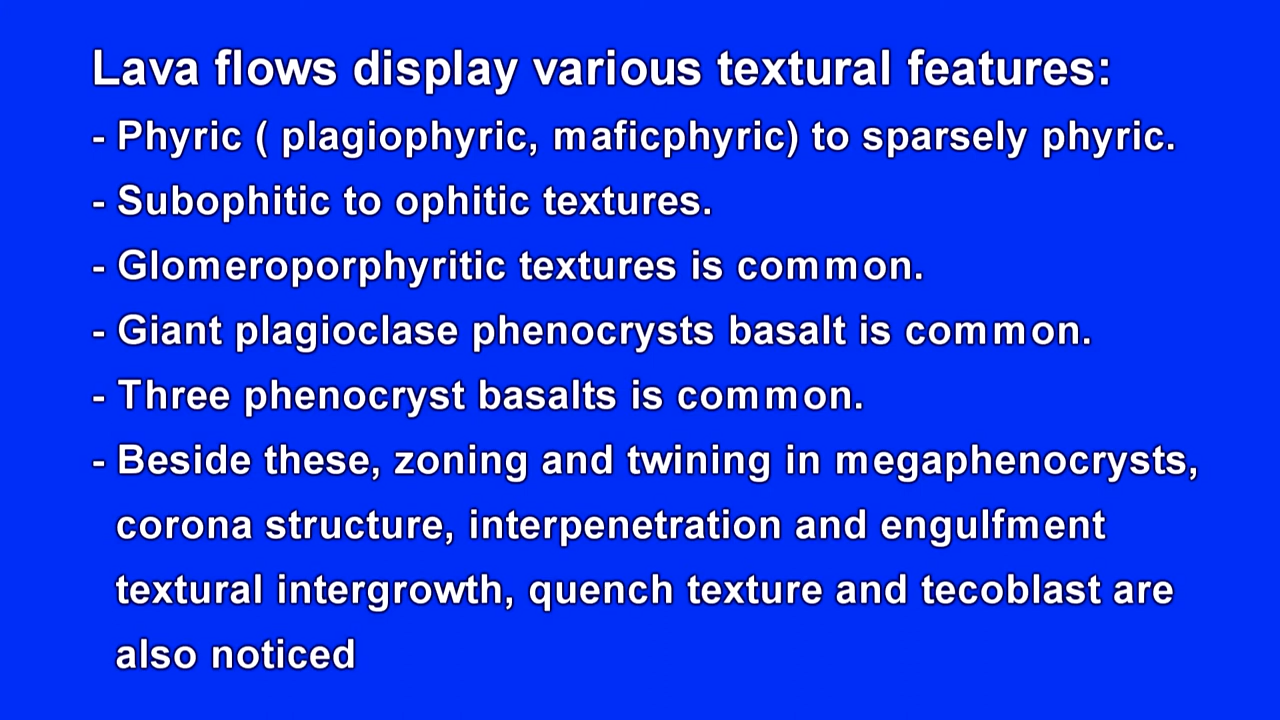 Lava flows display various textural features:
- Phyric ( plagiophyric, maficphyric) to sparsely phyric.
- Subophitic to ophitic textures.
- Glomeroporphyritic textures is common.
- Giant plagioclase phenocrysts basalt is common.
- Three phenocryst basalts is common.
- Beside these, zoning and twining in megaphenocrysts,
corona structure, interpenetration and engulfment
textural intergrowth, quench texture and tecoblast are
also noticed